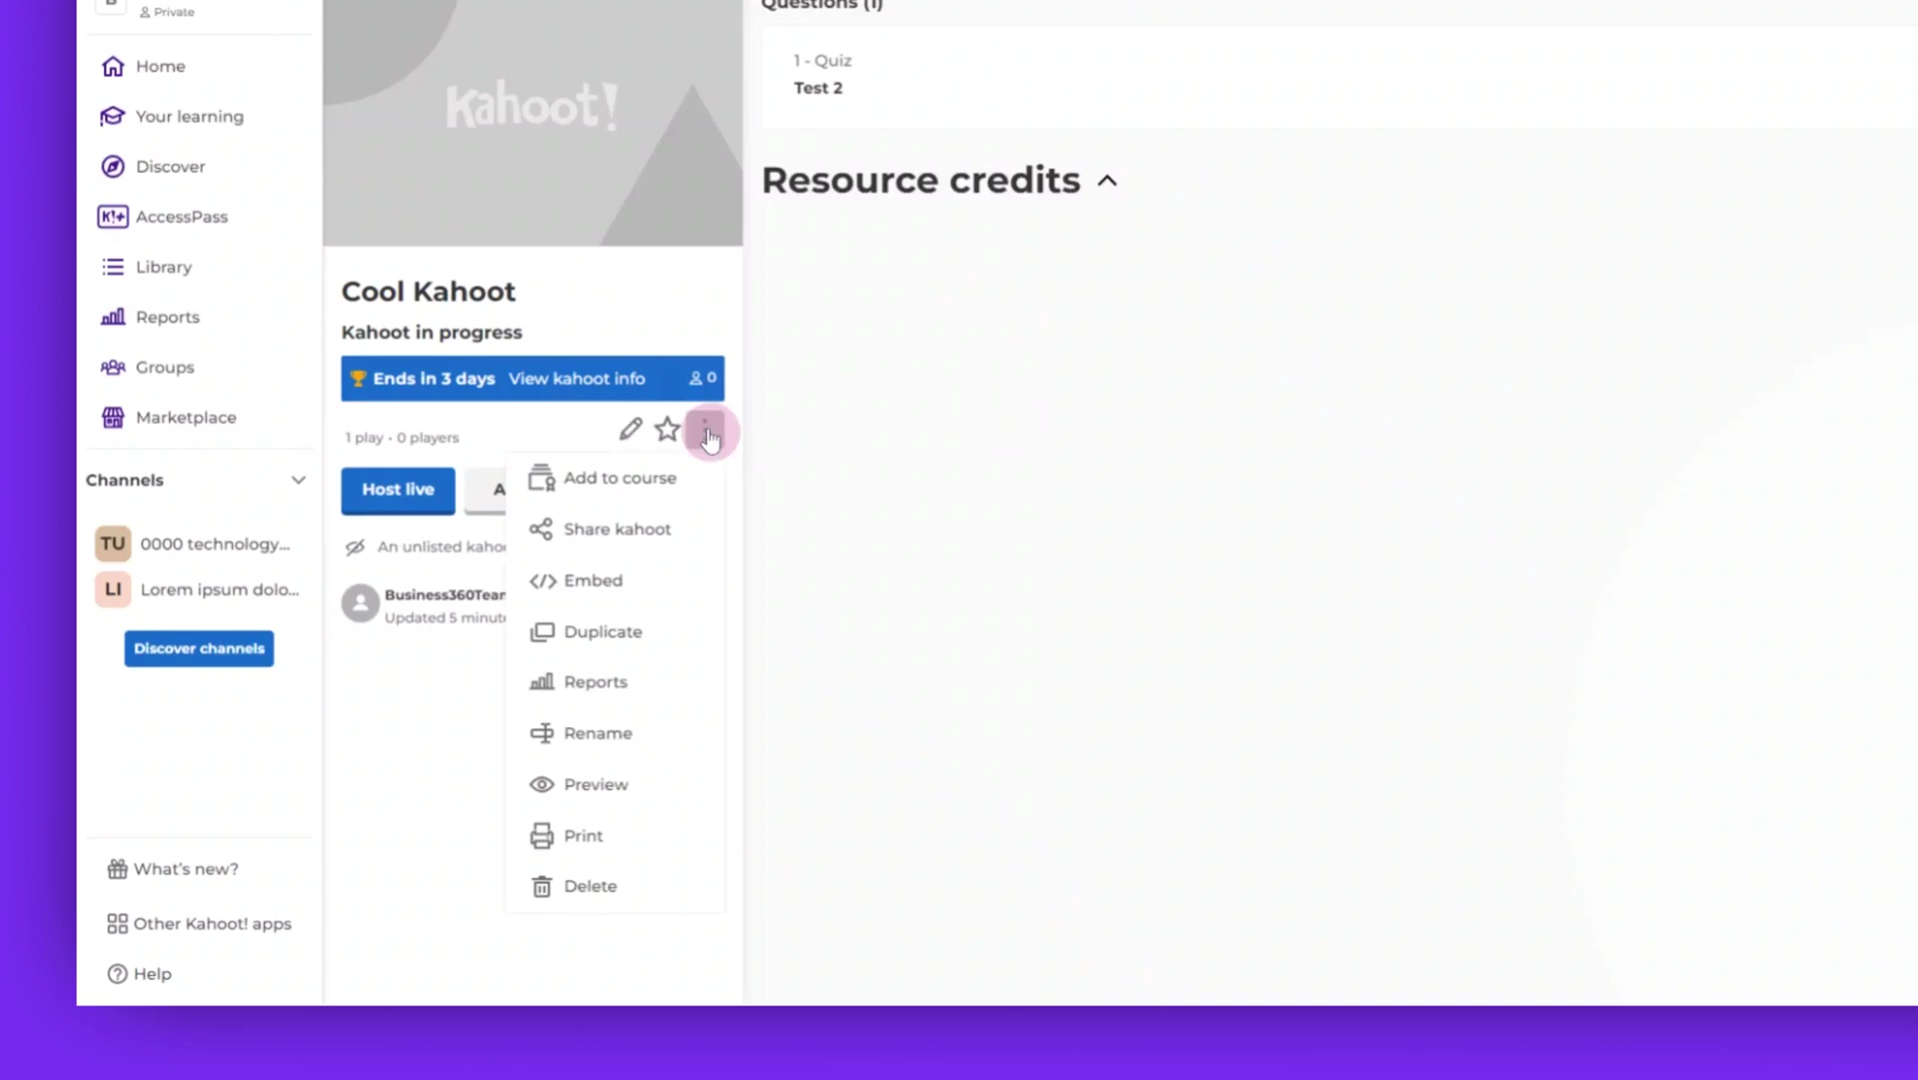 Private
Home
Your learning
Discover
K!+ AccessPass
Library
Reports
Groups
Marketplace
Channels
TU 0000 technology...
LI Lorem ipsum dolo...
Discover channels
What's new?
Other Kahoot! apps
Help
Kahoot!
Cool Kahoot
Kahoot in progress
Ends in 3 days View kahoot info 0
1 play • 0 players
Host live
A
An unlisted kaho
Business360Tear
Updated 5 minut
Add to course
Share kahoot
Embed
Duplicate
Reports
Rename
Preview
Print
Delete
Questions (1)
1 - Quiz
Test 2
Resource credits